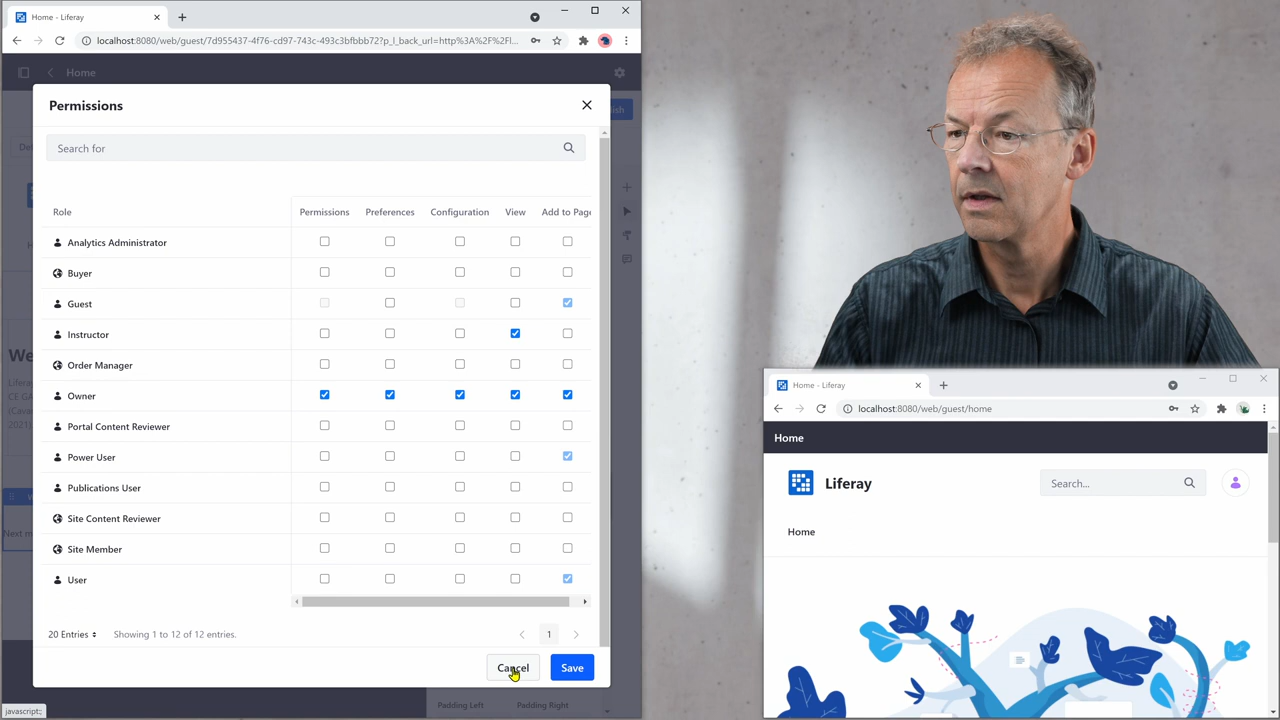 Home - Liferay
localhost:8080/web/guest/7d955437-4f76-cd97-743c-493c3bfbbb72?p_l_back_url=http%3A%2F%2Fl...
Home
Permissions
Search for
Role Permissions Preferences Configuration View Add to Page
Analytics Administrator
Buyer
Guest
Instructor
Order Manager
Owner
Portal Content Reviewer
Power User
Publications User
Site Content Reviewer
Site Member
User
20 Entries Showing 1 to 12 of 12 entries. 1
Cancel Save
Padding Left Padding Right
javascript:;
Home - Liferay
localhost:8080/web/guest/home
Home
Liferay
Search...
Home